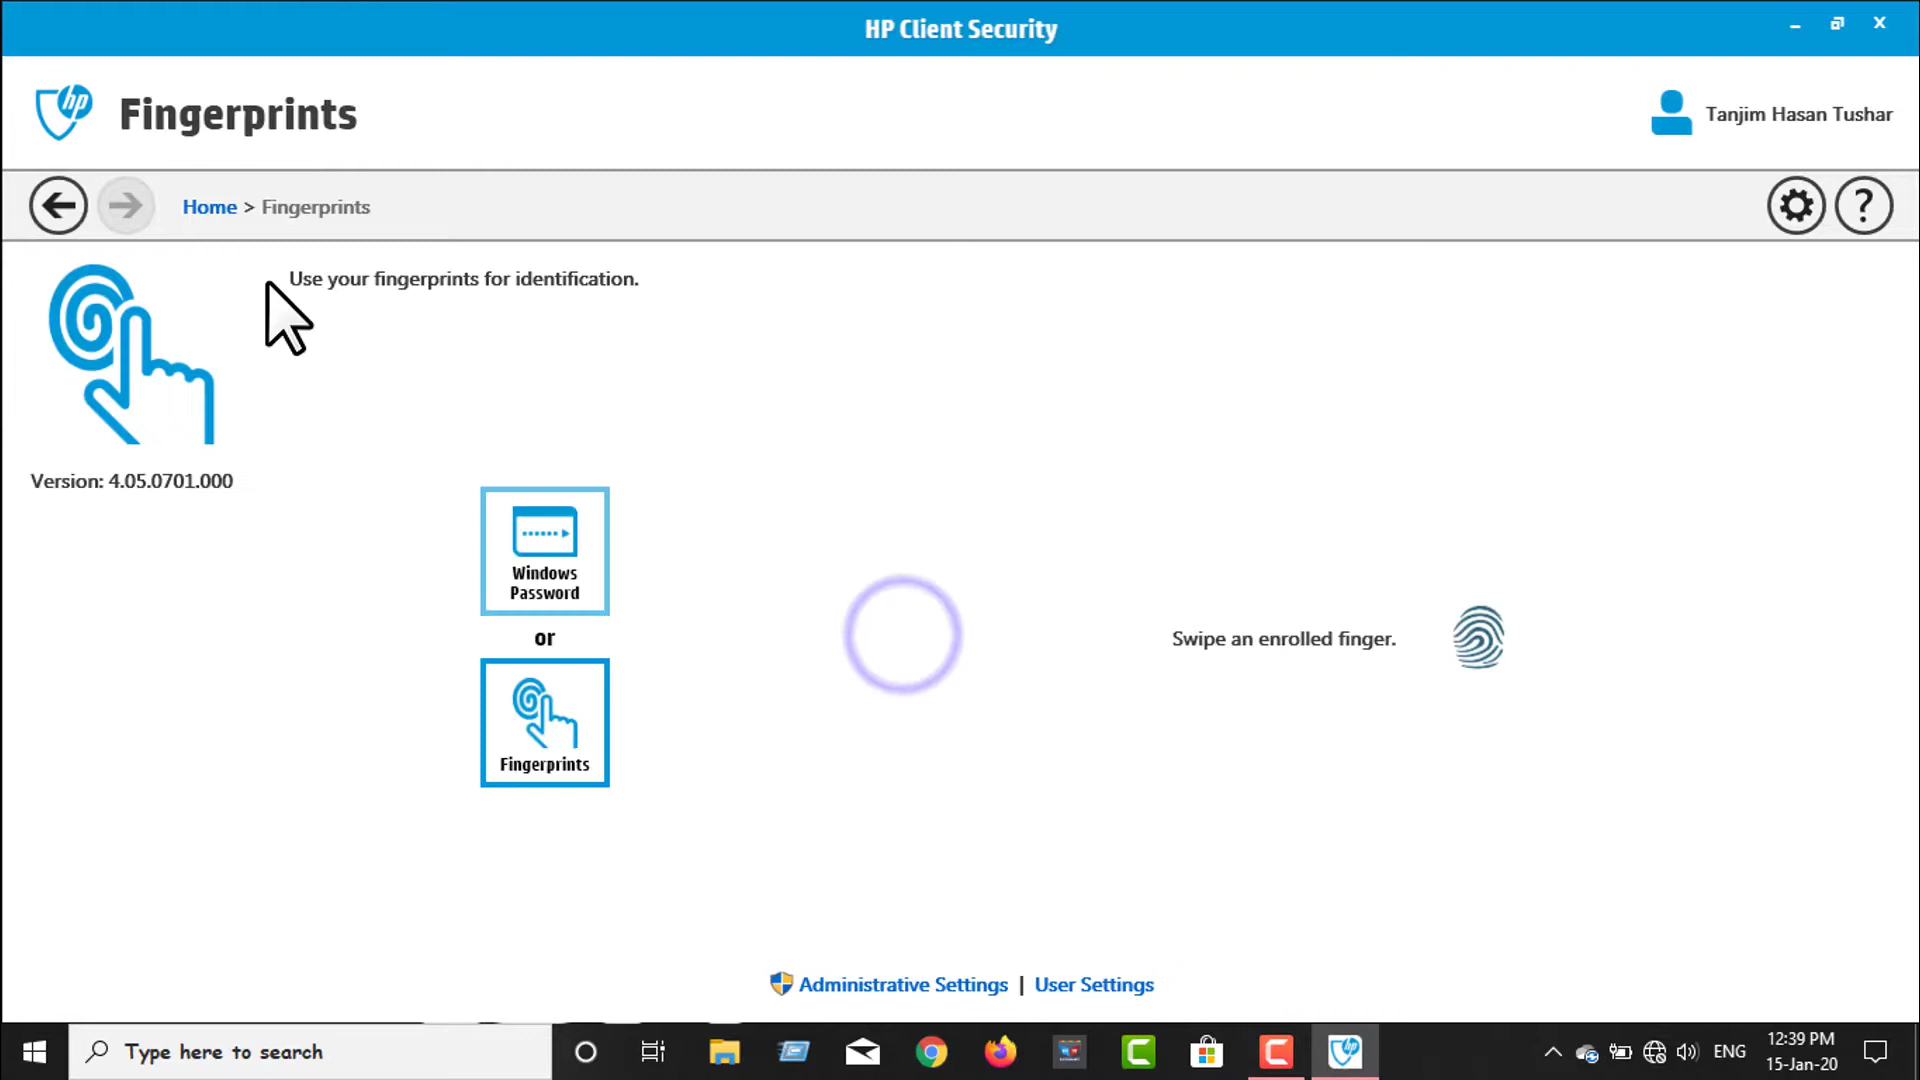 HP Client Security
hp
Fingerprints
Tanjim Hasan Tushar
Home > Fingerprints
?
Use your fingerprints for identification.
Version: 4.05.0701.000
Windows
Password
or
Fingerprints
Swipe an enrolled finger.
Administrative Settings | User Settings
Type here to search
ENG
12:39 PM
15-Jan-20